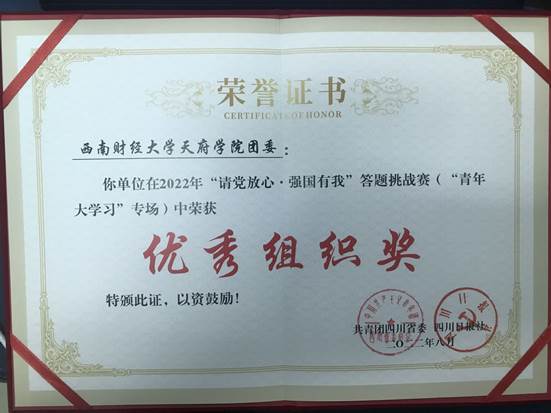 荣誉证书
CERTIFICATE OF HONOR
西南财经大学天府学院团委：
你单位在2022年“请党放心·强国有我”答题挑战赛（“青年
大学习”专场）中荣获
优秀组织奖
特颁此证，以资鼓励！
共青团四川省委 四川日报社
二〇二二年八月